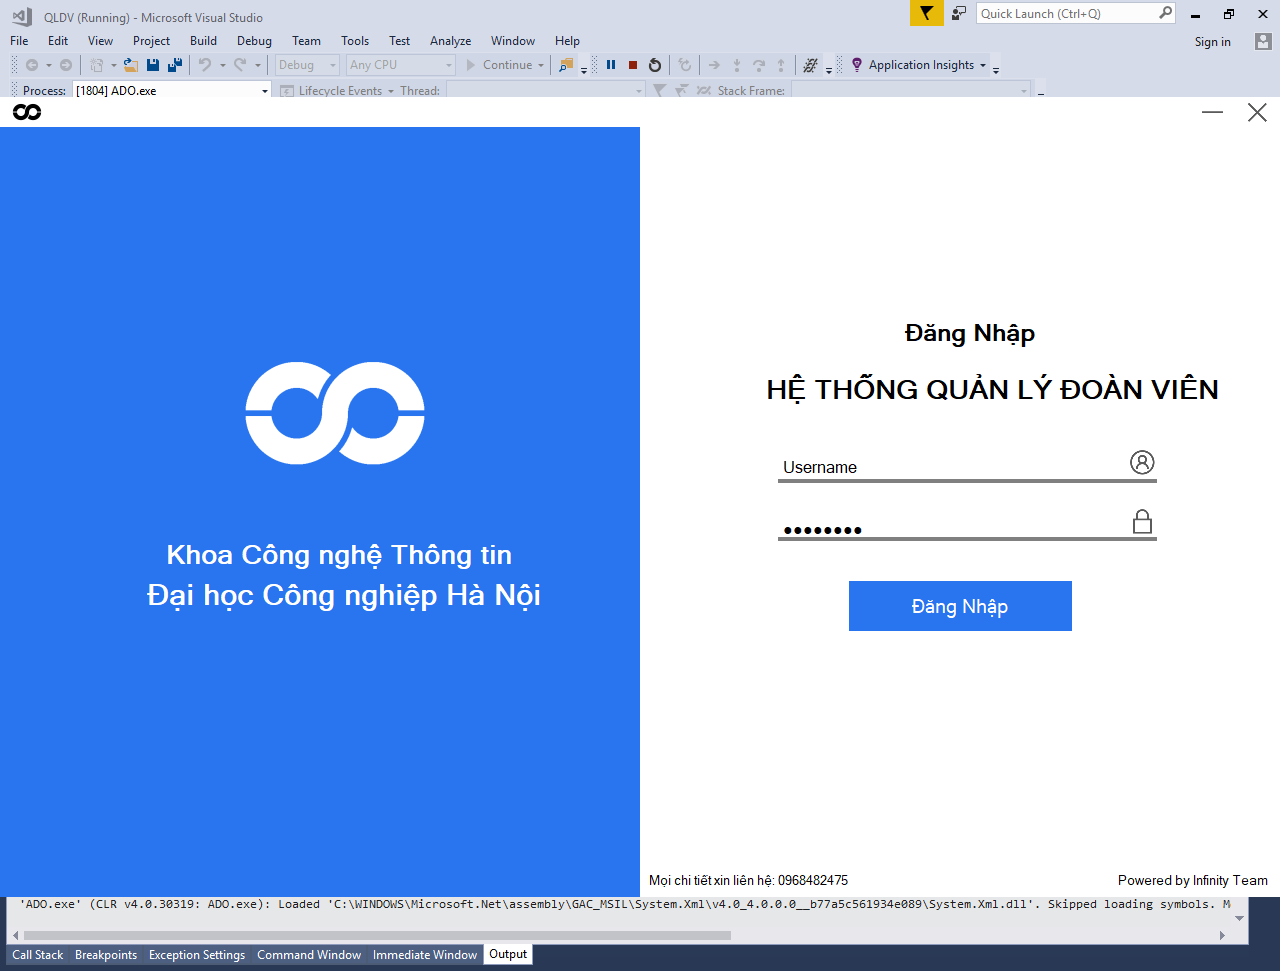 QLDV (Running) - Microsoft Visual Studio
Quick Launch (Ctrl+Q)
File Edit View Project Build Debug Team Tools Test Analyze Window Help
Sign in
Debug Any CPU Continue Application Insights
Process: [1804] ADO.exe Lifecycle Events Thread: Stack Frame:
Khoa Công nghệ Thông tin
Đại học Công nghiệp Hà Nội
Đăng Nhập
HỆ THỐNG QUẢN LÝ ĐOÀN VIÊN
Username
Đăng Nhập
Mọi chi tiết xin liên hệ: 0968482475
Powered by Infinity Team
'ADO.exe' (CLR v4.0.30319: ADO.exe): Loaded 'C:\WINDOWS\Microsoft.Net\assembly\GAC_MSIL\System.Xml\v4.0_4.0.0.0__b77a5c561934e089\System.Xml.dll'. Skipped loading symbols. M
Call Stack Breakpoints Exception Settings Command Window Immediate Window Output